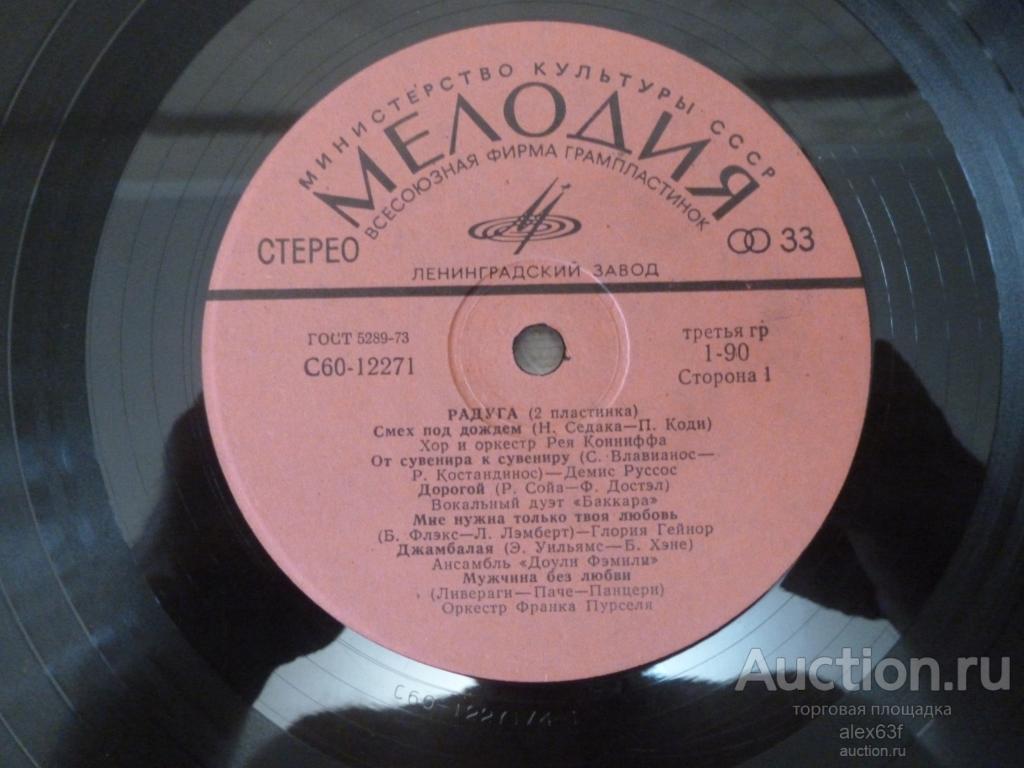 МИНИСТЕРСТВО КУЛЬТУРЫ СССР
МЕЛОДИЯ
ВСЕСОЮЗНАЯ ФИРМА ГРАМПЛАСТИНОК
СТЕРЕО
33
ЛЕНИНГРАДСКИЙ ЗАВОД
ГОСТ 5289-73
С60-12271
третья гр
1-90
Сторона 1
РАДУГА (2 пластинка)
Смех под дождем (Н. Седака—П. Коди)
Хор и оркестр Рея Конниффа
От сувенира к сувениру (С. Влавианос—
Р. Костандинос)—Демис Руссос
Дорогой (Р. Сойа—Ф. Достэл)
Вокальный дуэт «Баккара»
Мне нужна только твоя любовь
(Б. Флэкс—Л. Лэмберт)—Глория Гейнор
Джамбалая (Э. Уильямс—Б. Хэне)
Ансамбль «Доули Фэмили»
Мужчина без любви
(Ливераги—Паче—Панцери)
Оркестр Франка Пурселя
С60-12271/4-1
Auction.ru
торговая площадка
alex63f
auction.ru